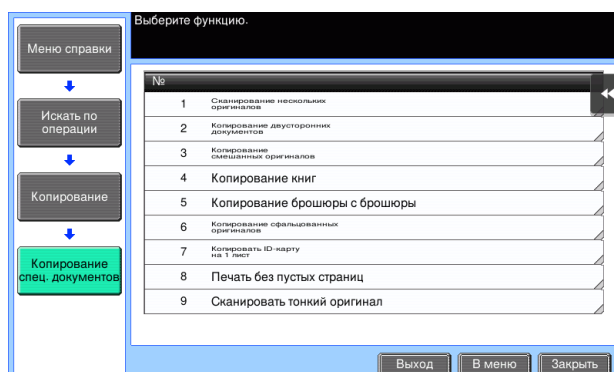 Выберите функцию.
Меню справки
Искать по
операции
Копирование
Копирование
спец. документов
№
1 Сканирование нескольких
оригиналов
2 Копирование двусторонних
документов
3 Копирование
смешанных оригиналов
4 Копирование книг
5 Копирование брошюры с брошюры
6 Копирование сфальцованных
оригиналов
7 Копировать ID-карту
на 1 лист
8 Печать без пустых страниц
9 Сканировать тонкий оригинал
Выход
В меню
Закрыть